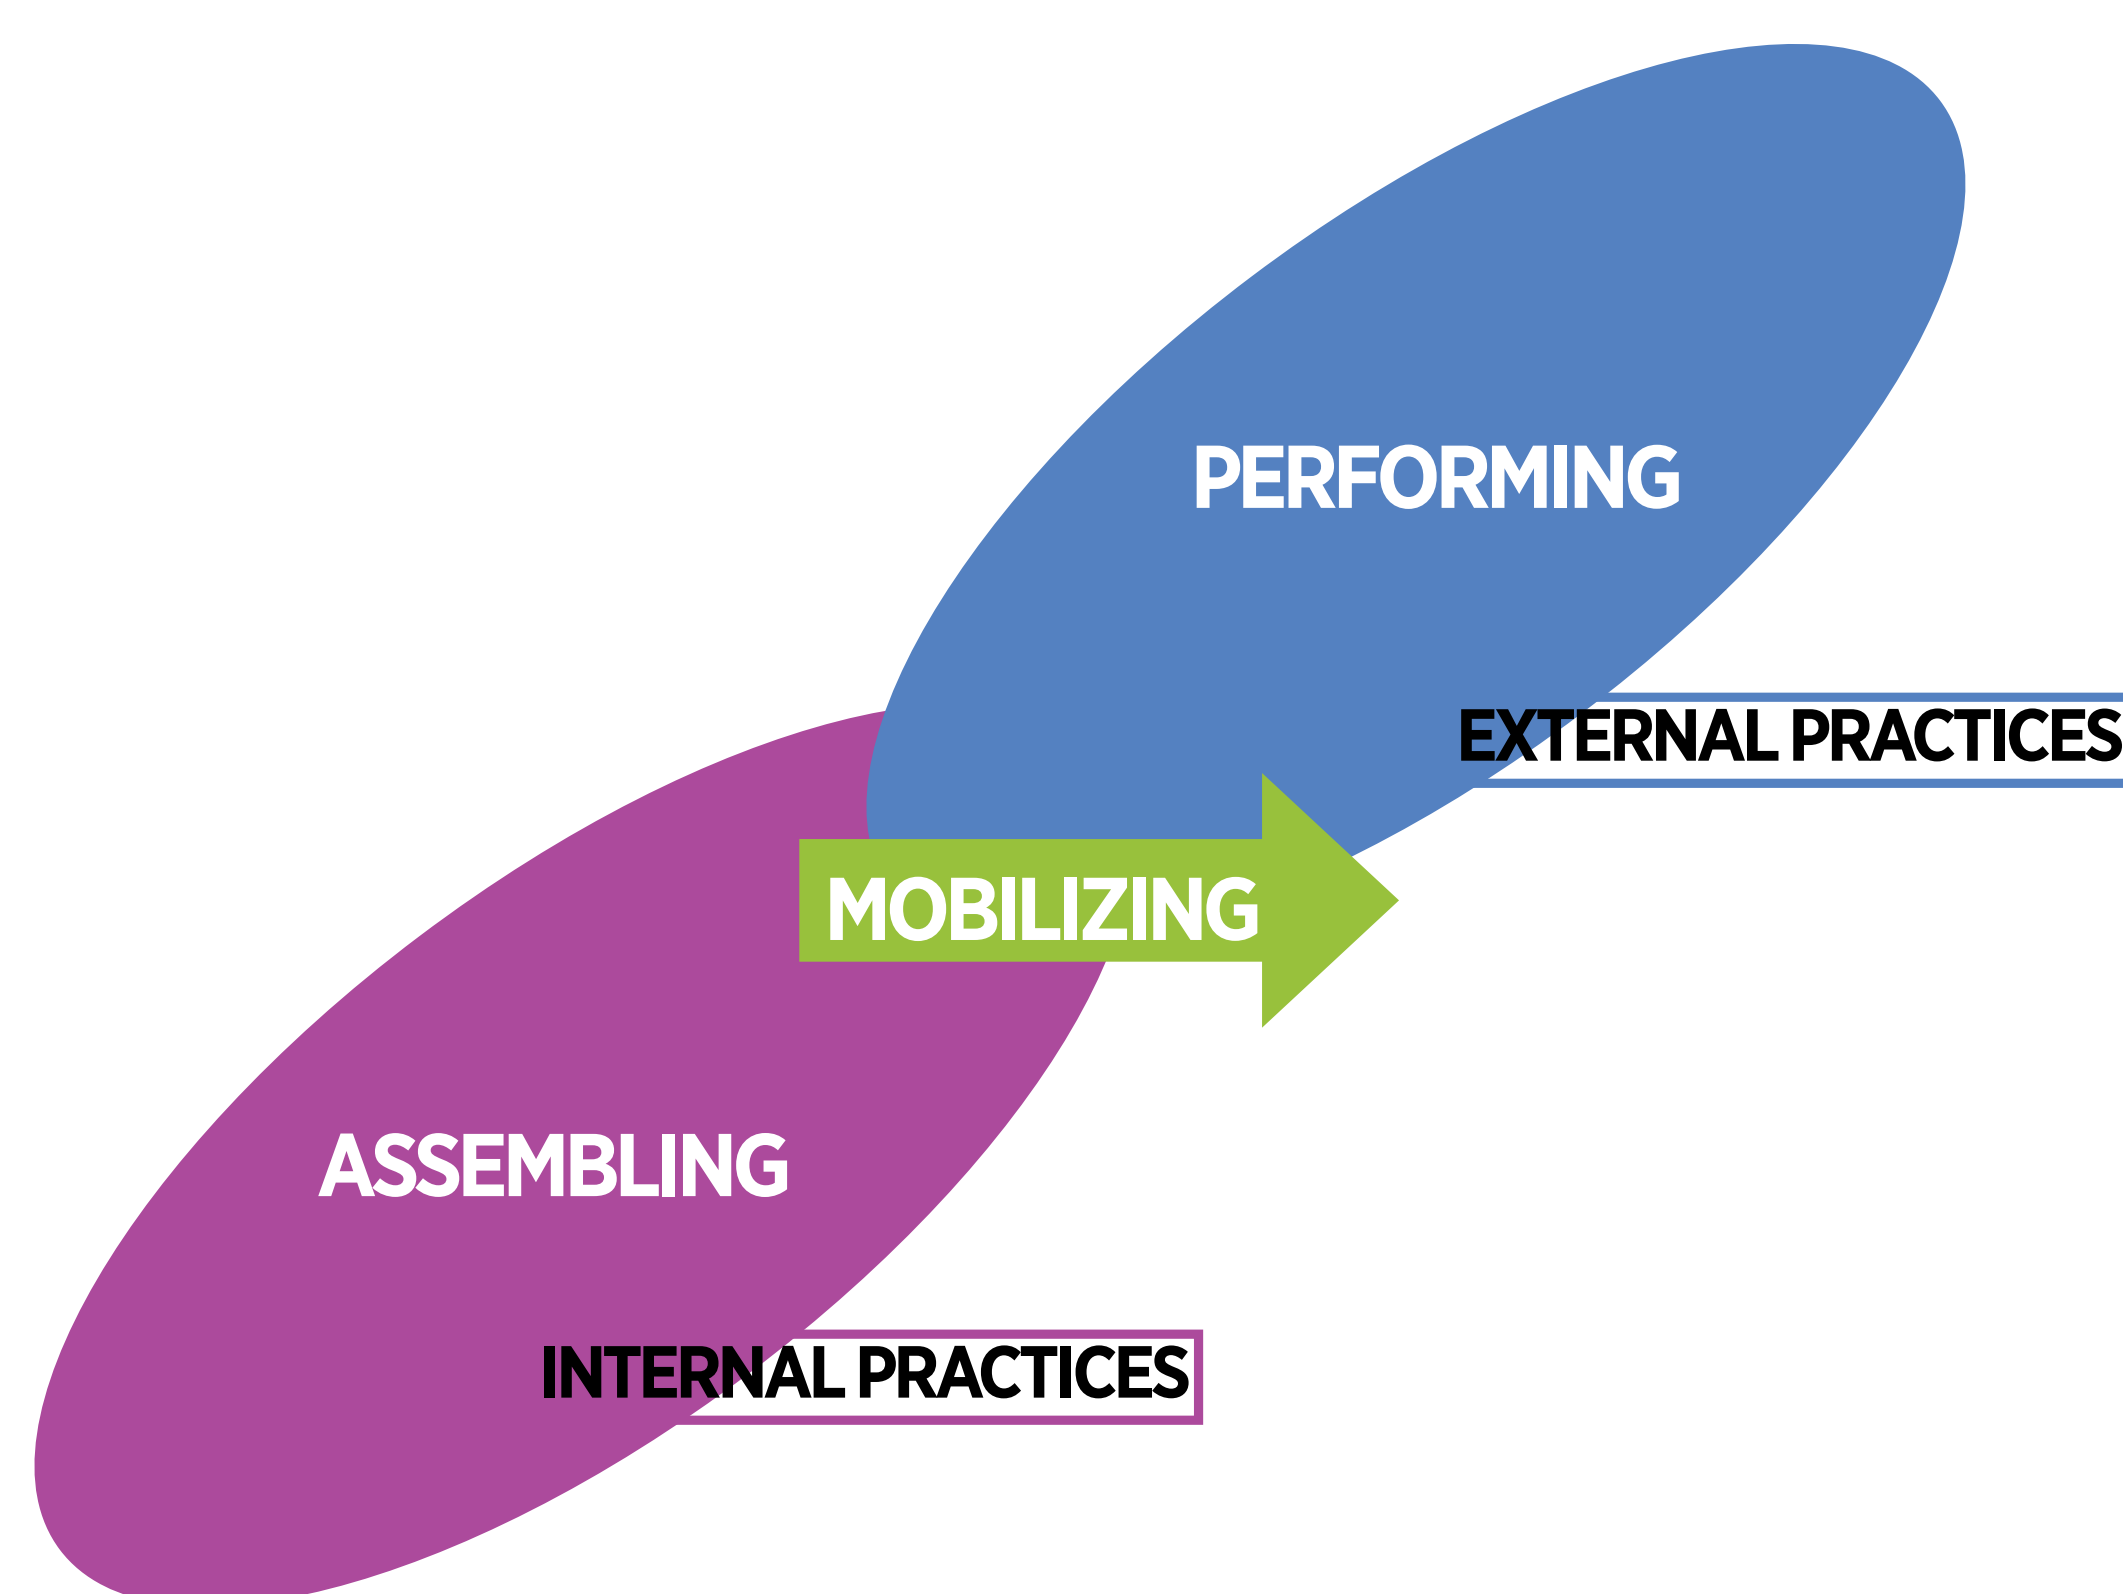 PERFORMING
EXTERNAL PRACTICES
MOBILIZING
ASSEMBLING
INTERNAL PRACTICES